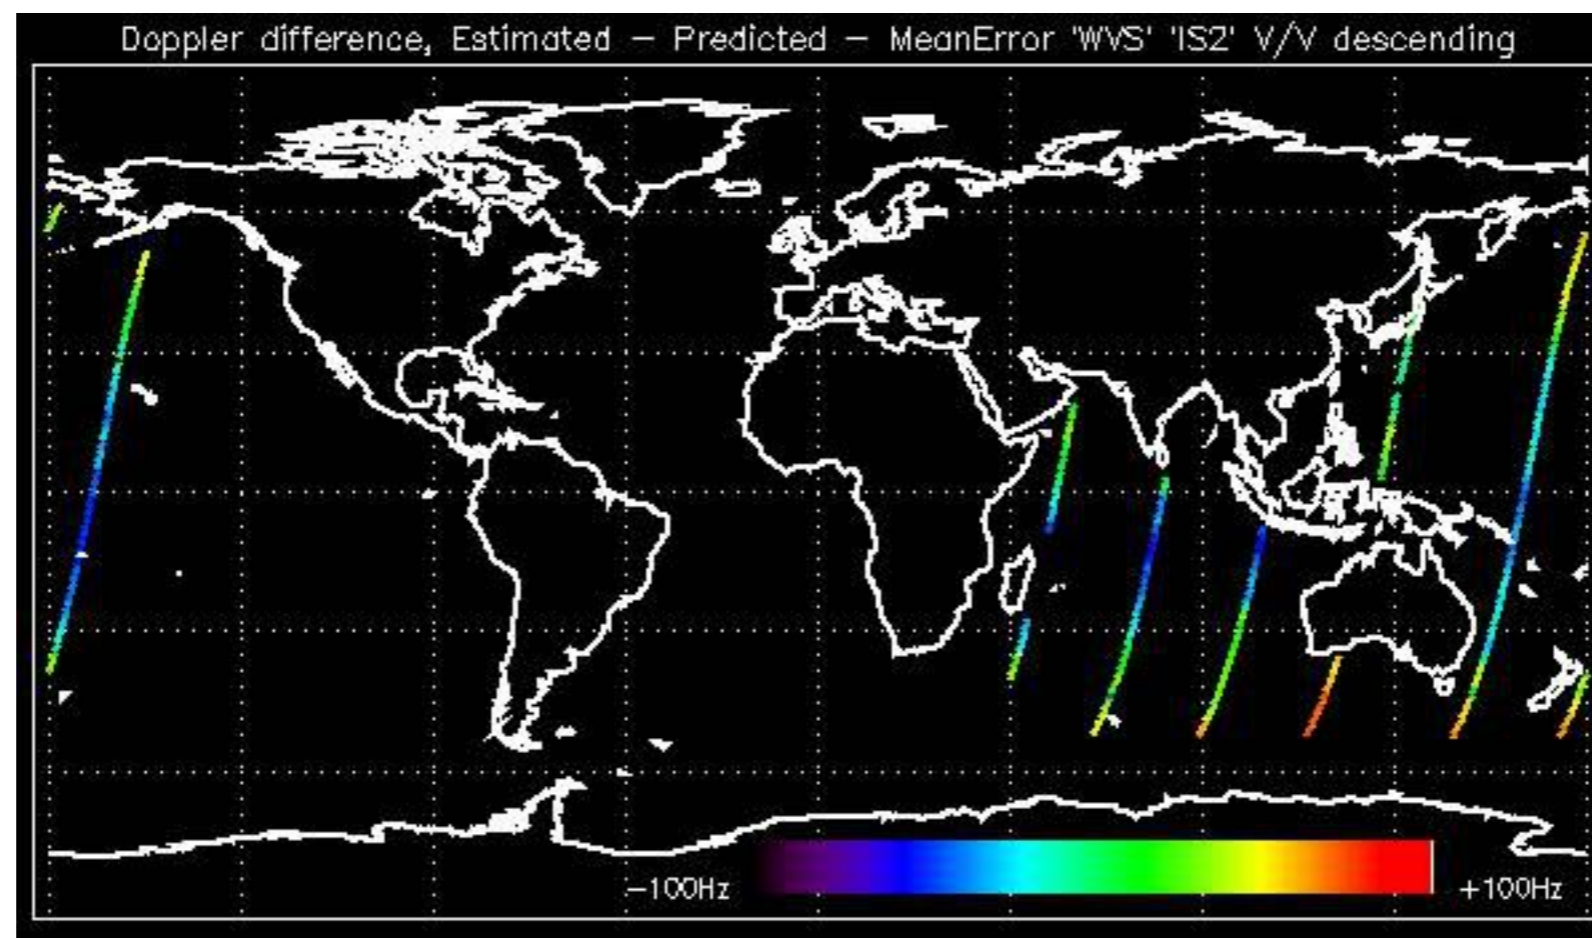 Doppler difference, Estimated – Predicted – MeanError 'WVS' 'IS2' V/V descending
–100Hz
+100Hz